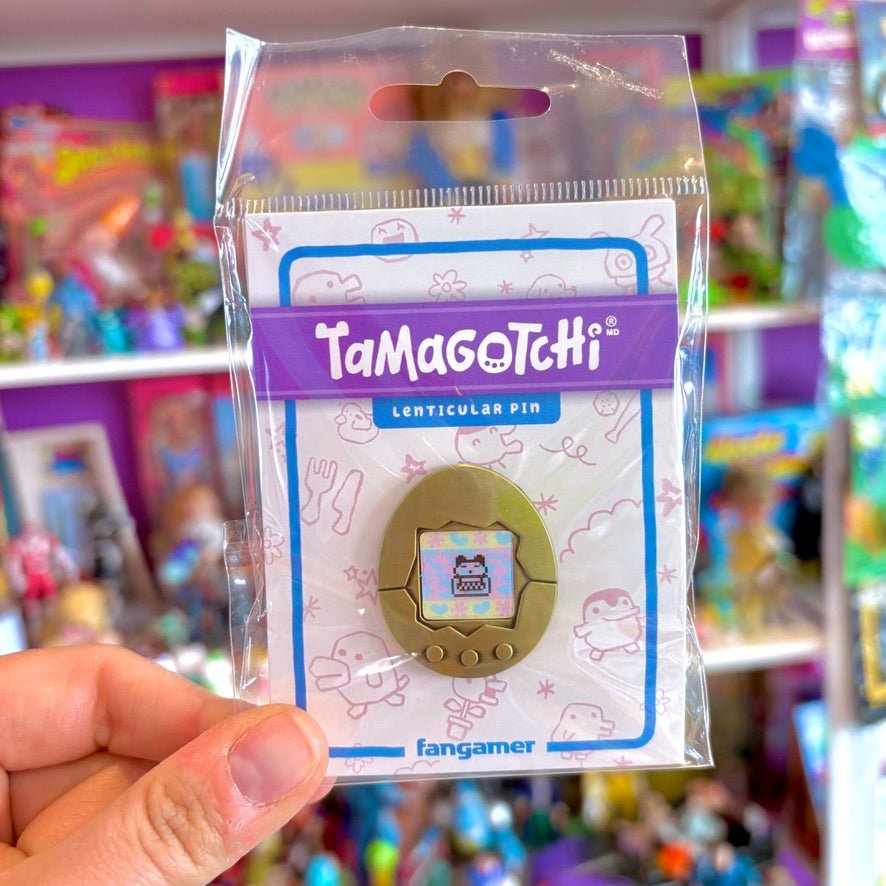 TaMaGoTCHi ® MD
LENTICULAR PIN
fangamer